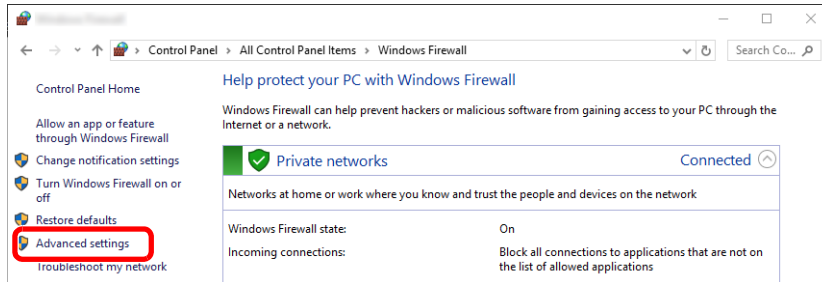 Control Panel > All Control Panel Items > Windows Firewall
Search Co...
Control Panel Home
Allow an app or feature
through Windows Firewall
Change notification settings
Turn Windows Firewall on or
off
Restore defaults
Advanced settings
Troubleshoot my network
Help protect your PC with Windows Firewall
Windows Firewall can help prevent hackers or malicious software from gaining access to your PC through the
Internet or a network.
Private networks
Connected
Networks at home or work where you know and trust the people and devices on the network
Windows Firewall state:
On
Incoming connections:
Block all connections to applications that are not on
the list of allowed applications